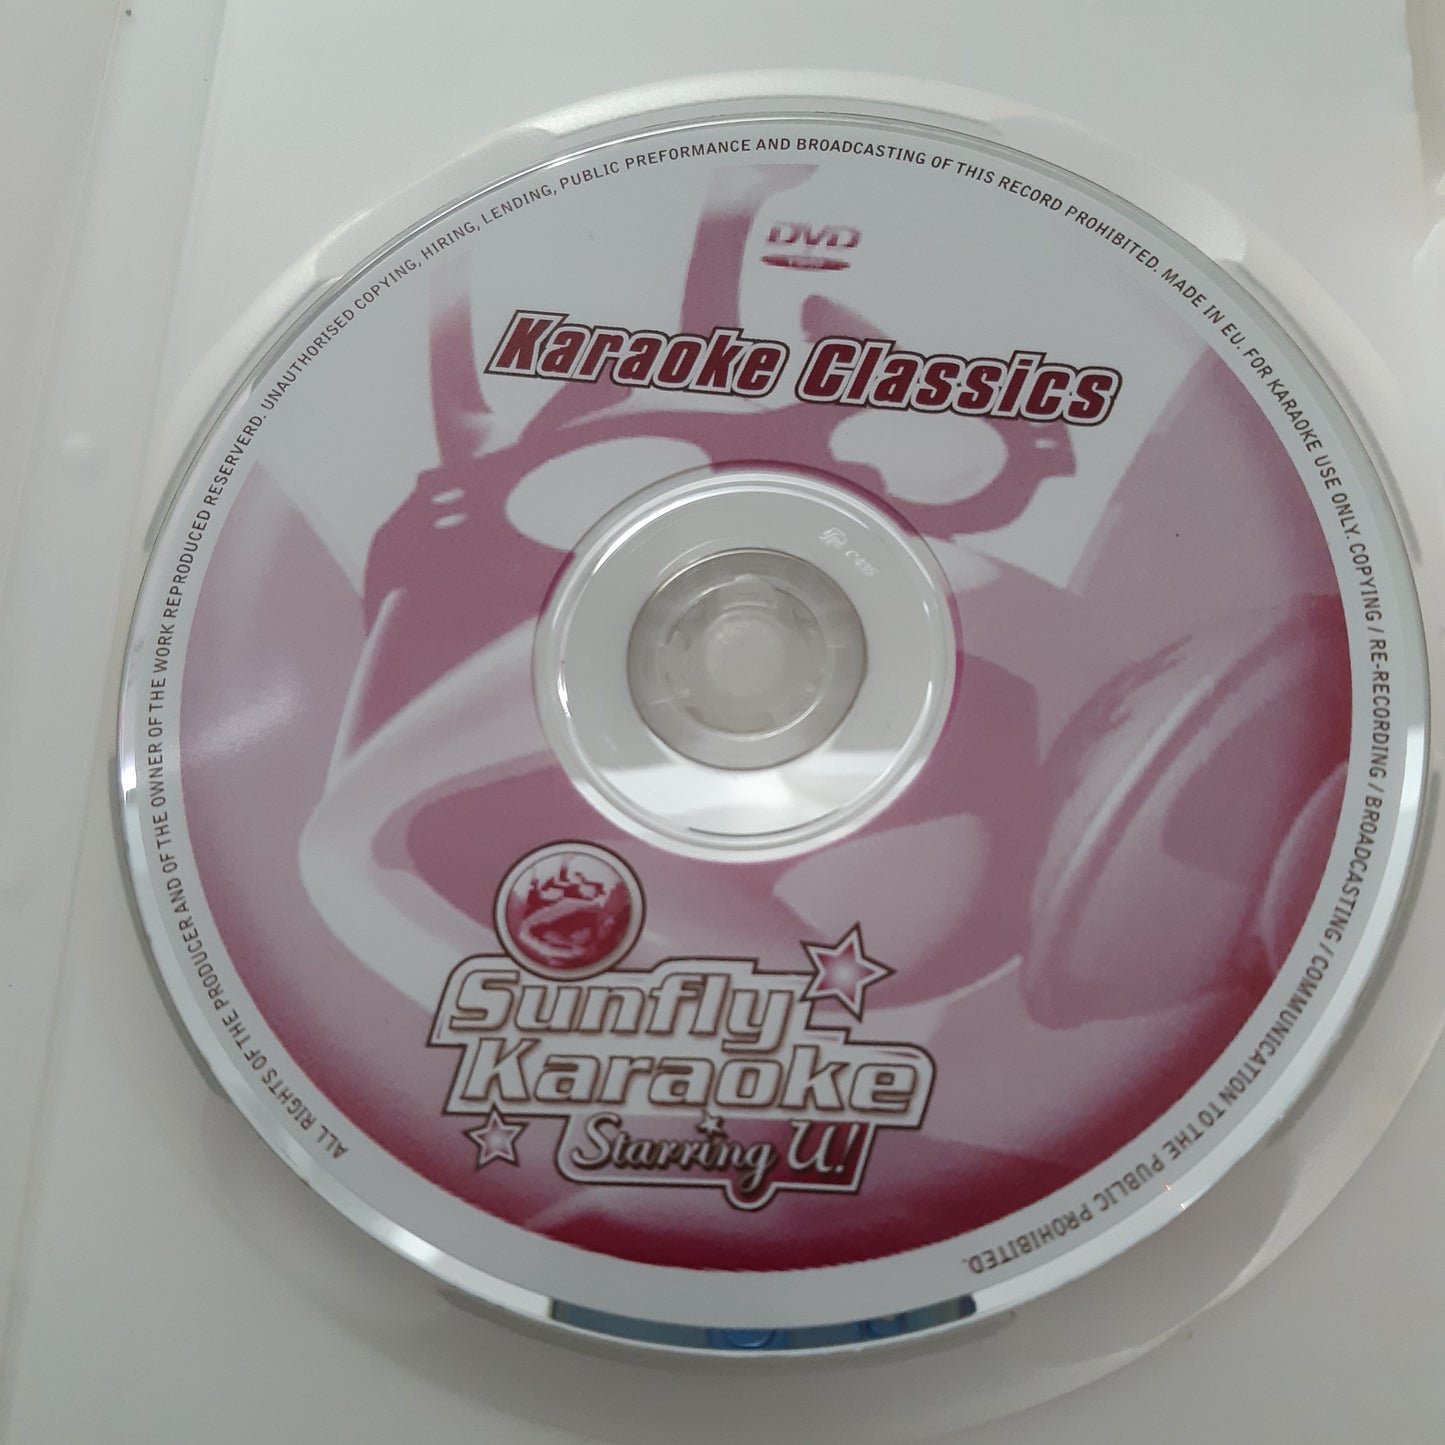 ALL RIGHTS OF THE PRODUCER AND OF THE OWNER OF THE WORK REPRODUCED RESERVERD. UNAUTHORISED COPYING, HIRING, LENDING, PUBLIC PREFORMANCE AND BROADCASTING OF THIS RECORD PROHIBITED. MADE IN EU. FOR KARAOKE USE ONLY. COPYING / RE-RECORDING / BROADCASTING / COMMUNICATION TO THE PUBLIC PROHIBITED.
DVD
VIDEO
Karaoke Classics
Sunfly
Karaoke
Starring U!